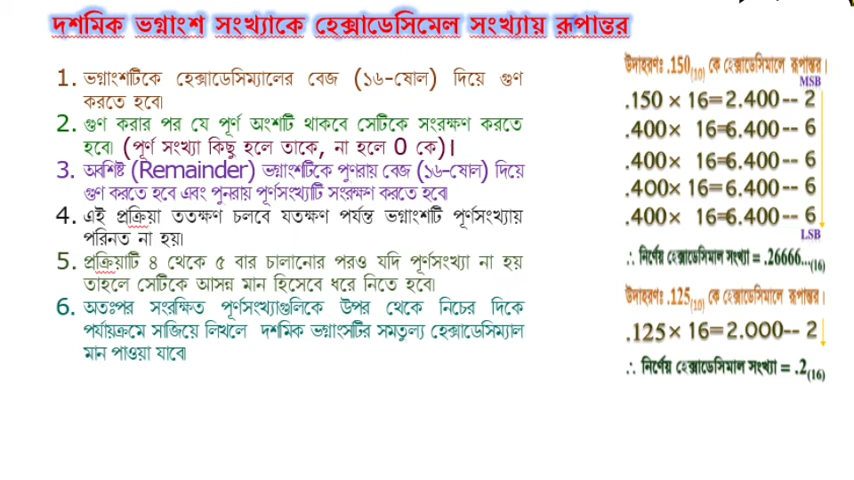 দশমিক ভগ্নাংশ সংখ্যাকে হেক্সাডেসিমেল সংখ্যায় রূপান্তর
1. ভগ্নাংশটিকে হেক্সাডেসিম্যালের বেজ (১৬-ষোল) দিয়ে গুণ
করতে হবে।
2. গুণ করার পর যে পূর্ণ অংশটি থাকবে সেটিকে সংরক্ষণ করতে
হবে। (পূর্ণ সংখ্যা কিছু হলে তাকে, না হলে 0 কে)।
3. অবশিষ্ট (Remainder) ভগ্নাংশটিকে পুণরায় বেজ (১৬-ষোল) দিয়ে
গুণ করতে হবে এবং পুনরায় পূর্ণসংখ্যাটি সংরক্ষণ করতে হবে।
4. এই প্রক্রিয়া ততক্ষণ চলবে যতক্ষণ পর্যন্ত ভগ্নাংশটি পূর্ণসংখ্যায়
পরিনত না হয়।
5. প্রক্রিয়াটি ৪ থেকে ৫ বার চালানোর পরও যদি পূর্ণসংখ্যা না হয়
তাহলে সেটিকে আসন্ন মান হিসেবে ধরে নিতে হবে।
6. অতঃপর সংরক্ষিত পূর্ণসংখ্যাগুলিকে উপর থেকে নিচের দিকে
পর্যায়ক্রমে সাজিয়ে লিখলে দশমিক ভগ্নাংসটির সমতুল্য হেক্সাডেসিম্যাল
মান পাওয়া যাবে।
উদাহরণঃ .150(10) কে হেক্সাডেসিমালে রূপান্তর।
MSB
.150 × 16=2.400-- 2
.400 × 16=6.400-- 6
.400 × 16=6.400-- 6
.400× 16=6.400-- 6
.400 × 16=6.400-- 6
LSB
∴ নির্ণেয় হেক্সাডেসিমাল সংখ্যা = .26666...(16)
উদাহরণঃ .125(10) কে হেক্সাডেসিমালে রূপান্তর।
.125× 16=2.000-- 2
∴ নির্ণেয় হেক্সাডেসিমাল সংখ্যা = .2(16)